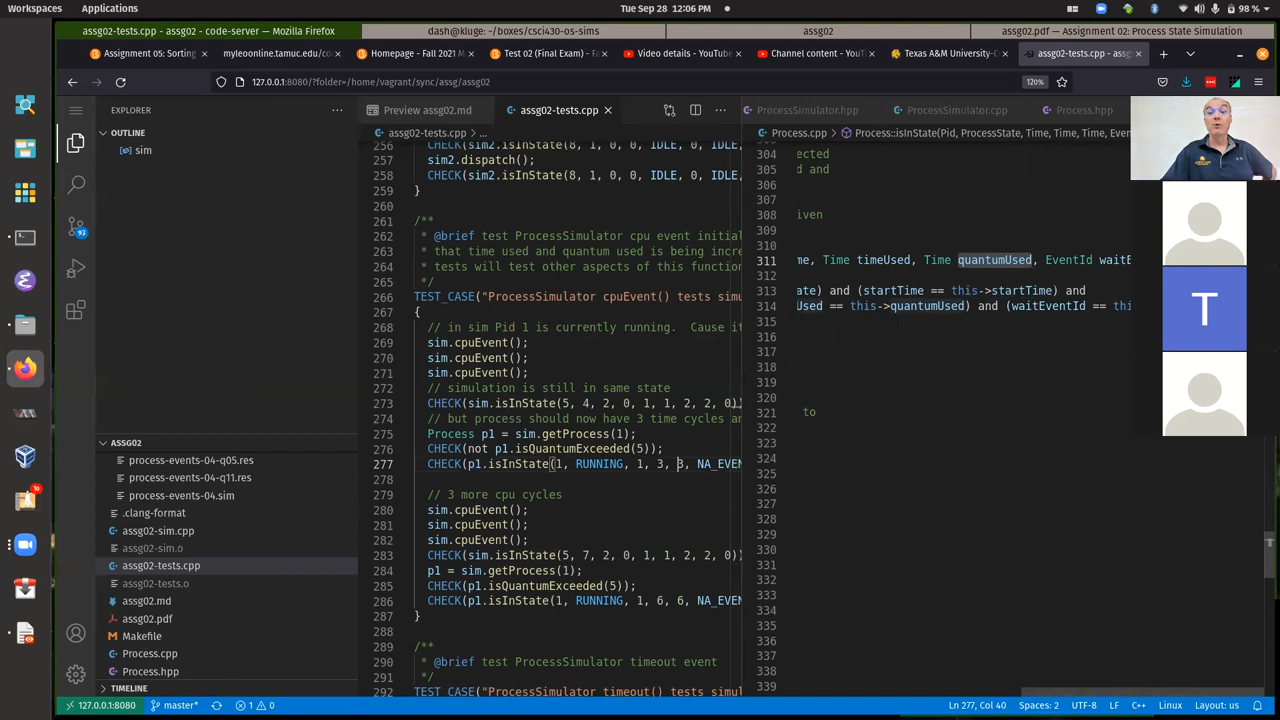 Workspaces
Applications
Tue Sep 28 12:06 PM
98 %
assg02-tests.cpp - assg02 - code-server — Mozilla Firefox
dash@kluge: ~/boxes/csci430-os-sims
assg02
assg02.pdf — Assignment 02: Process State Simulation
Assignment 05: Sorting
myleoonline.tamuc.edu/co
Homepage - Fall 2021 M
Test 02 (Final Exam) - F
Video details - YouTube
Channel content - YouTu
Texas A&M University-C
assg02-tests.cpp - assg
127.0.0.1:8080/?folder=/home/vagrant/sync/assg/assg02
120%
EXPLORER
OUTLINE
sim
93
ASSG02
process-events-04-q05.res
process-events-04-q11.res
process-events-04.sim
.clang-format
assg02-sim.cpp
assg02-sim.o
assg02-tests.cpp
assg02-tests.o
assg02.md
assg02.pdf
Makefile
Process.cpp
Process.hpp
TIMELINE
Preview assg02.md
assg02-tests.cpp
assg02-tests.cpp > ...
256 CHECK(sim2.isInState(8, 1, 0, 0, IDLE, 0, IDLE,
257 sim2.dispatch();
258 CHECK(sim2.isInState(8, 1, 0, 0, IDLE, 0, IDLE,
259 }
260
261 /**
262 * @brief test ProcessSimulator cpu event initial
263 * that time used and quantum used is being incre
264 * tests will test other aspects of this function
265 */
266 TEST_CASE("ProcessSimulator cpuEvent() tests simu
267 {
268 // in sim Pid 1 is currently running. Cause it
269 sim.cpuEvent();
270 sim.cpuEvent();
271 sim.cpuEvent();
272 // simulation is still in same state
273 CHECK(sim.isInState(5, 4, 2, 0, 1, 1, 2, 2, 0))
274 // but process should now have 3 time cycles an
275 Process p1 = sim.getProcess(1);
276 CHECK(not p1.isQuantumExceeded(5));
277 CHECK(p1.isInState(1, RUNNING, 1, 3, 3, NA_EVEN
278
279 // 3 more cpu cycles
280 sim.cpuEvent();
281 sim.cpuEvent();
282 sim.cpuEvent();
283 CHECK(sim.isInState(5, 7, 2, 0, 1, 1, 2, 2, 0))
284 p1 = sim.getProcess(1);
285 CHECK(p1.isQuantumExceeded(5));
286 CHECK(p1.isInState(1, RUNNING, 1, 6, 6, NA_EVEN
287 }
288
289 /**
290 * @brief test ProcessSimulator timeout event
291 */
292 TEST_CASE("ProcessSimulator timeout() tests simul
ProcessSimulator.hpp
ProcessSimulator.cpp
Process.hpp
Process.cpp > Process::isInState(Pid, ProcessState, Time, Time, Time, Even
304 ected
305 d and
306
307
308 iven
309
310
311 me, Time timeUsed, Time quantumUsed, EventId waitE
312
313 ate) and (startTime == this->startTime) and
314 Used == this->quantumUsed) and (waitEventId == thi
315
316
317
318
319
320
321 to
322
323
324
325
326
327
328
329
330
331
332
333
334
335
336
337
338
339
T
127.0.0.1:8080
master*
1
0
Ln 277, Col 40
Spaces: 2
UTF-8
LF
C++
Linux
Layout: us